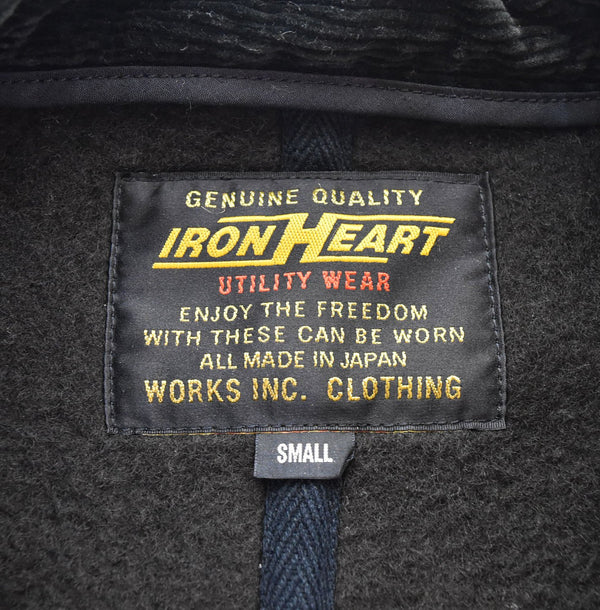 GENUINE QUALITY
IRON HEART
UTILITY WEAR
ENJOY THE FREEDOM
WITH THESE CAN BE WORN
ALL MADE IN JAPAN
WORKS INC. CLOTHING
SMALL